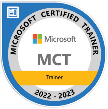 MICROSOFT CERTIFIED TRAINER
Microsoft
MCT
Trainer
2022 - 2023